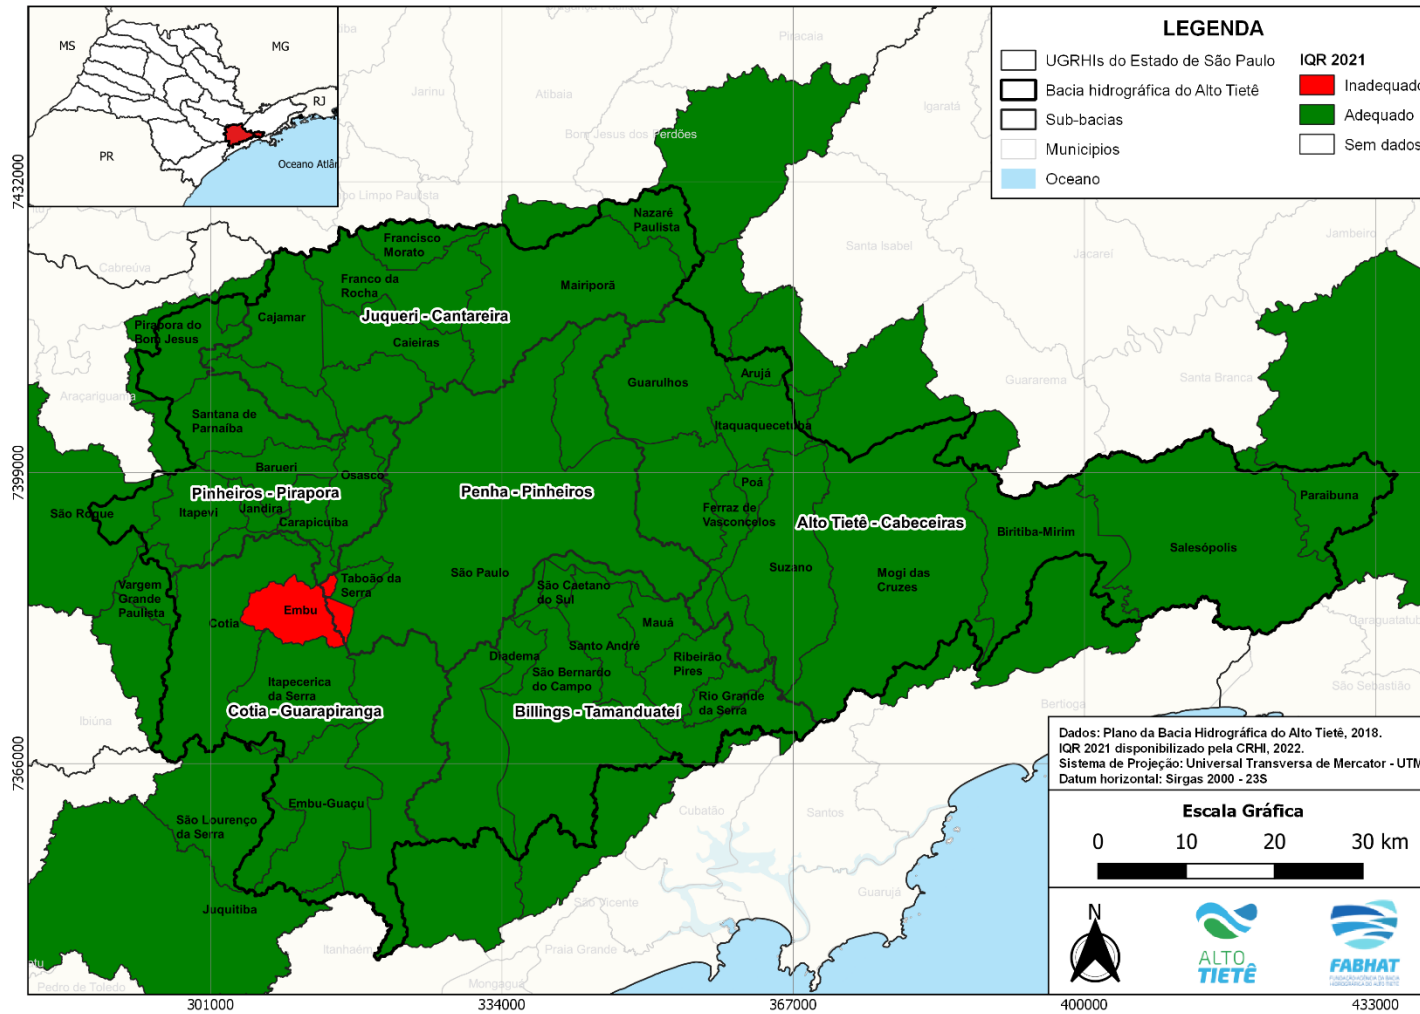 MS
MG
RJ
PR
Oceano Atlân
LEGENDA
UGRHIs do Estado de São Paulo
Bacia hidrográfica do Alto Tietê
Sub-bacias
Municipios
Oceano
IQR 2021
Inadequado
Adequado
Sem dados
Piracaia
Jarinu
Atibaia
Igaratá
Bom Jesus dos Perdões
Limpo Paulista
Nazaré
Paulista
Francisco
Morato
Santa Isabel
Jambeiro
Jacareí
Cabreúva
Franco da
Rocha
Mairiporã
Cajamar
Juqueri - Cantareira
Pirapora do
Bom Jesus
Caieiras
Guarulhos
Arujá
Guararema
Santa Branca
Araçariguama
Santana de
Parnaíba
Itaquaquecetuba
Barueri
Osasco
Pinheiros - Pirapora
Penha - Pinheiros
Poá
Paraibuna
São Roque
Itapevi
Jandira
Carapicuíba
Ferraz de
Vasconcelos
Alto Tietê - Cabeceiras
Biritiba-Mirim
Salesópolis
Suzano
São Paulo
Mogi das
Cruzes
Vargem
Grande
Paulista
Taboão da
Serra
São Caetano
do Sul
Embu
Cotia
Mauá
Santo André
Diadema
Ribeirão
Pires
São Bernardo
do Campo
Itapecerica
da Serra
Rio Grande
da Serra
Cotia - Guarapiranga
Billings - Tamanduateí
Caraguatatub
São Sebastião
Bertioga
Ibiúna
Embu-Guaçu
São Lourenço
da Serra
Cubatão
Santos
Guarujá
Juquitiba
São Vicente
Praia Grande
Itanhaém
Mongaguá
Pedro de Toledo
Dados: Plano da Bacia Hidrográfica do Alto Tietê, 2018.
IQR 2021 disponibilizado pela CRHI, 2022.
Sistema de Projeção: Universal Transversa de Mercator - UTM
Datum horizontal: Sirgas 2000 - 23S
Escala Gráfica
0 10 20 30 km
N
ALTO
TIETÊ
FABHAT
7432000
7399000
7366000
301000 334000 367000 400000 433000